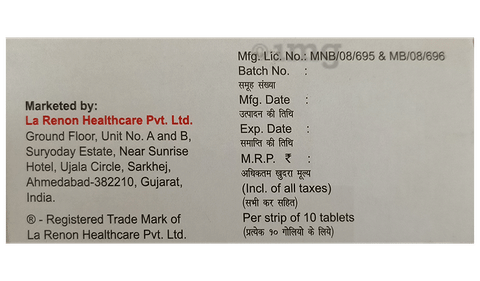 Marketed by:
La Renon Healthcare Pvt. Ltd.
Ground Floor, Unit No. A and B,
Suryoday Estate, Near Sunrise
Hotel, Ujala Circle, Sarkhej,
Ahmedabad-382210, Gujarat,
India.
® - Registered Trade Mark of
La Renon Healthcare Pvt. Ltd.
1mg
Mfg. Lic. No.: MNB/08/695 & MB/08/696
Batch No. :
समूह संख्या
Mfg. Date :
उत्पादन की तिथि
Exp. Date :
समाप्ति की तिथि
M.R.P. ₹ :
अधिकतम खुदरा मूल्य
(Incl. of all taxes)
(सभी कर सहित)
Per strip of 10 tablets
(प्रत्येक १० गोलियो के लिये)